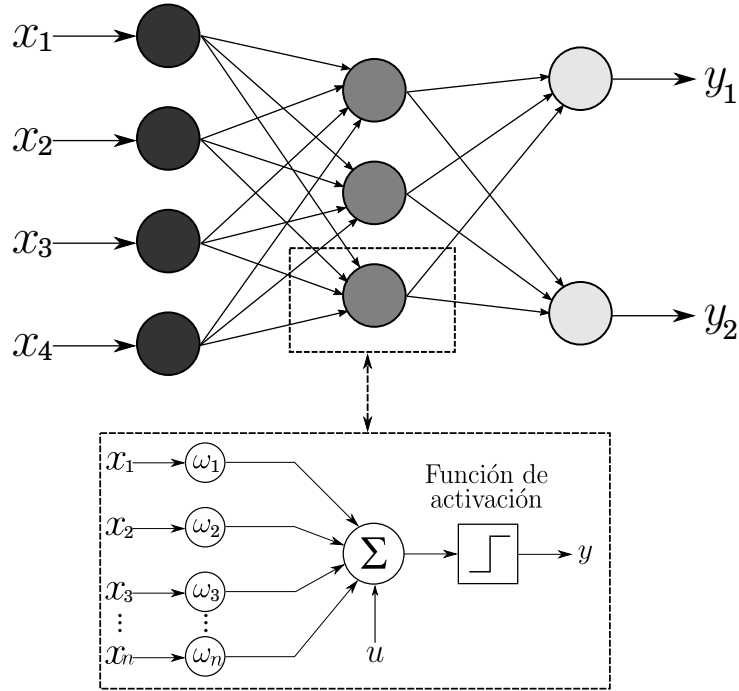 x₁
y₁
x₂
x₃
y₂
x₄
x₁ ω₁
Función de
activación
x₂ ω₂
Σ
y
x₃ ω₃
⋮ ⋮
xₙ ωₙ
u